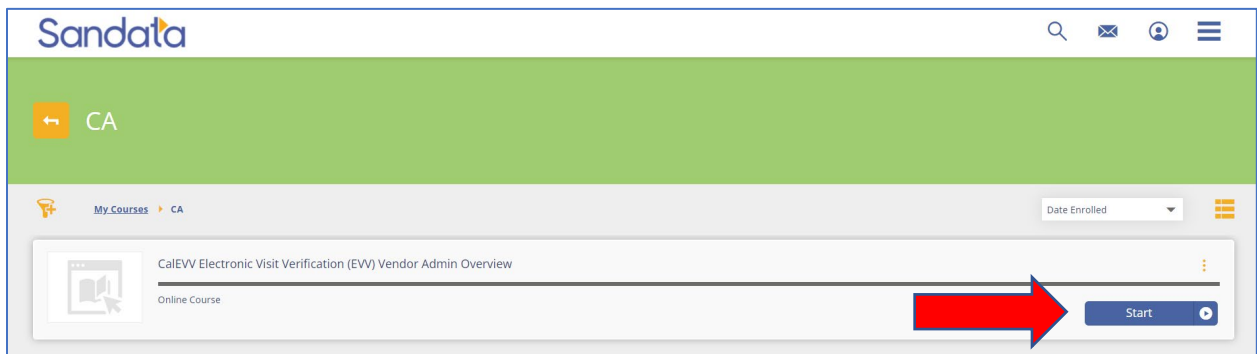 Sandata
CA
My Courses CA
Date Enrolled
CalEVV Electronic Visit Verification (EVV) Vendor Admin Overview
Online Course
Start